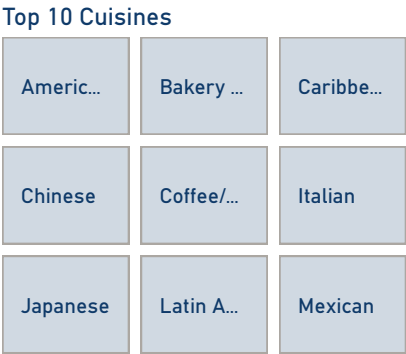 Top 10 Cuisines
Americ...
Bakery ...
Caribbe...
Chinese
Coffee/...
Italian
Japanese
Latin A...
Mexican